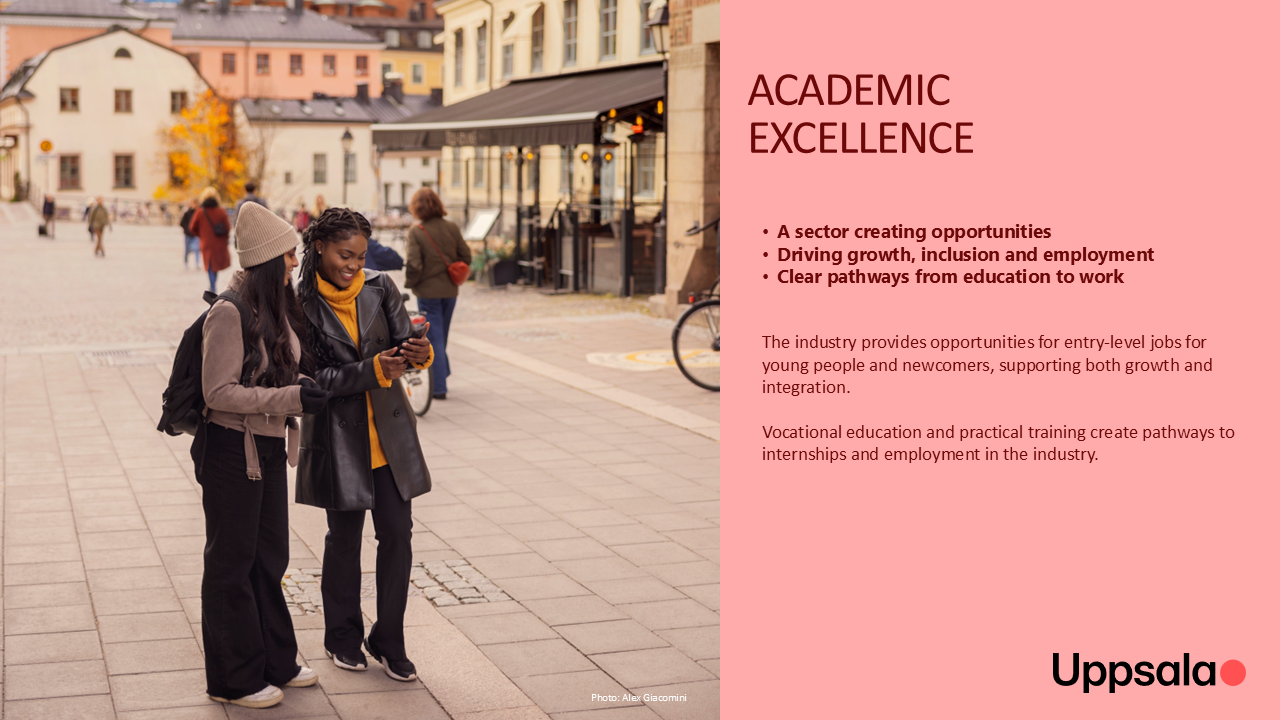 ACADEMIC
EXCELLENCE
• A sector creating opportunities
• Driving growth, inclusion and employment
• Clear pathways from education to work
The industry provides opportunities for entry-level jobs for
young people and newcomers, supporting both growth and
integration.
Vocational education and practical training create pathways to
internships and employment in the industry.
Photo: Alex Giacomini
Uppsala